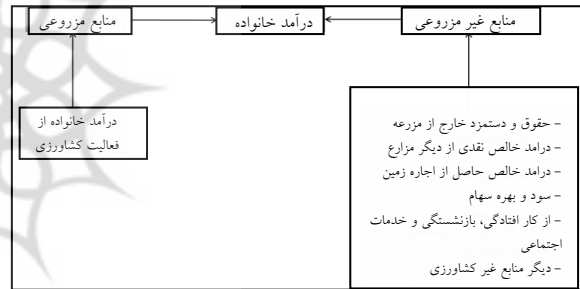 منابع غیر مزروعی
درآمد خانواده
منابع مزروعی
- حقوق و دستمزد خارج از مزرعه
- درامد خالص نقدی از دیگر مزارع
- درامد خالص حاصل از اجاره زمین
- سود و بهره سهام
- از کار افتادگی، بازنشستگی و خدمات
اجتماعی
- دیگر منابع غیر کشاورزی
درامد خانواده از
فعالیت کشاورزی